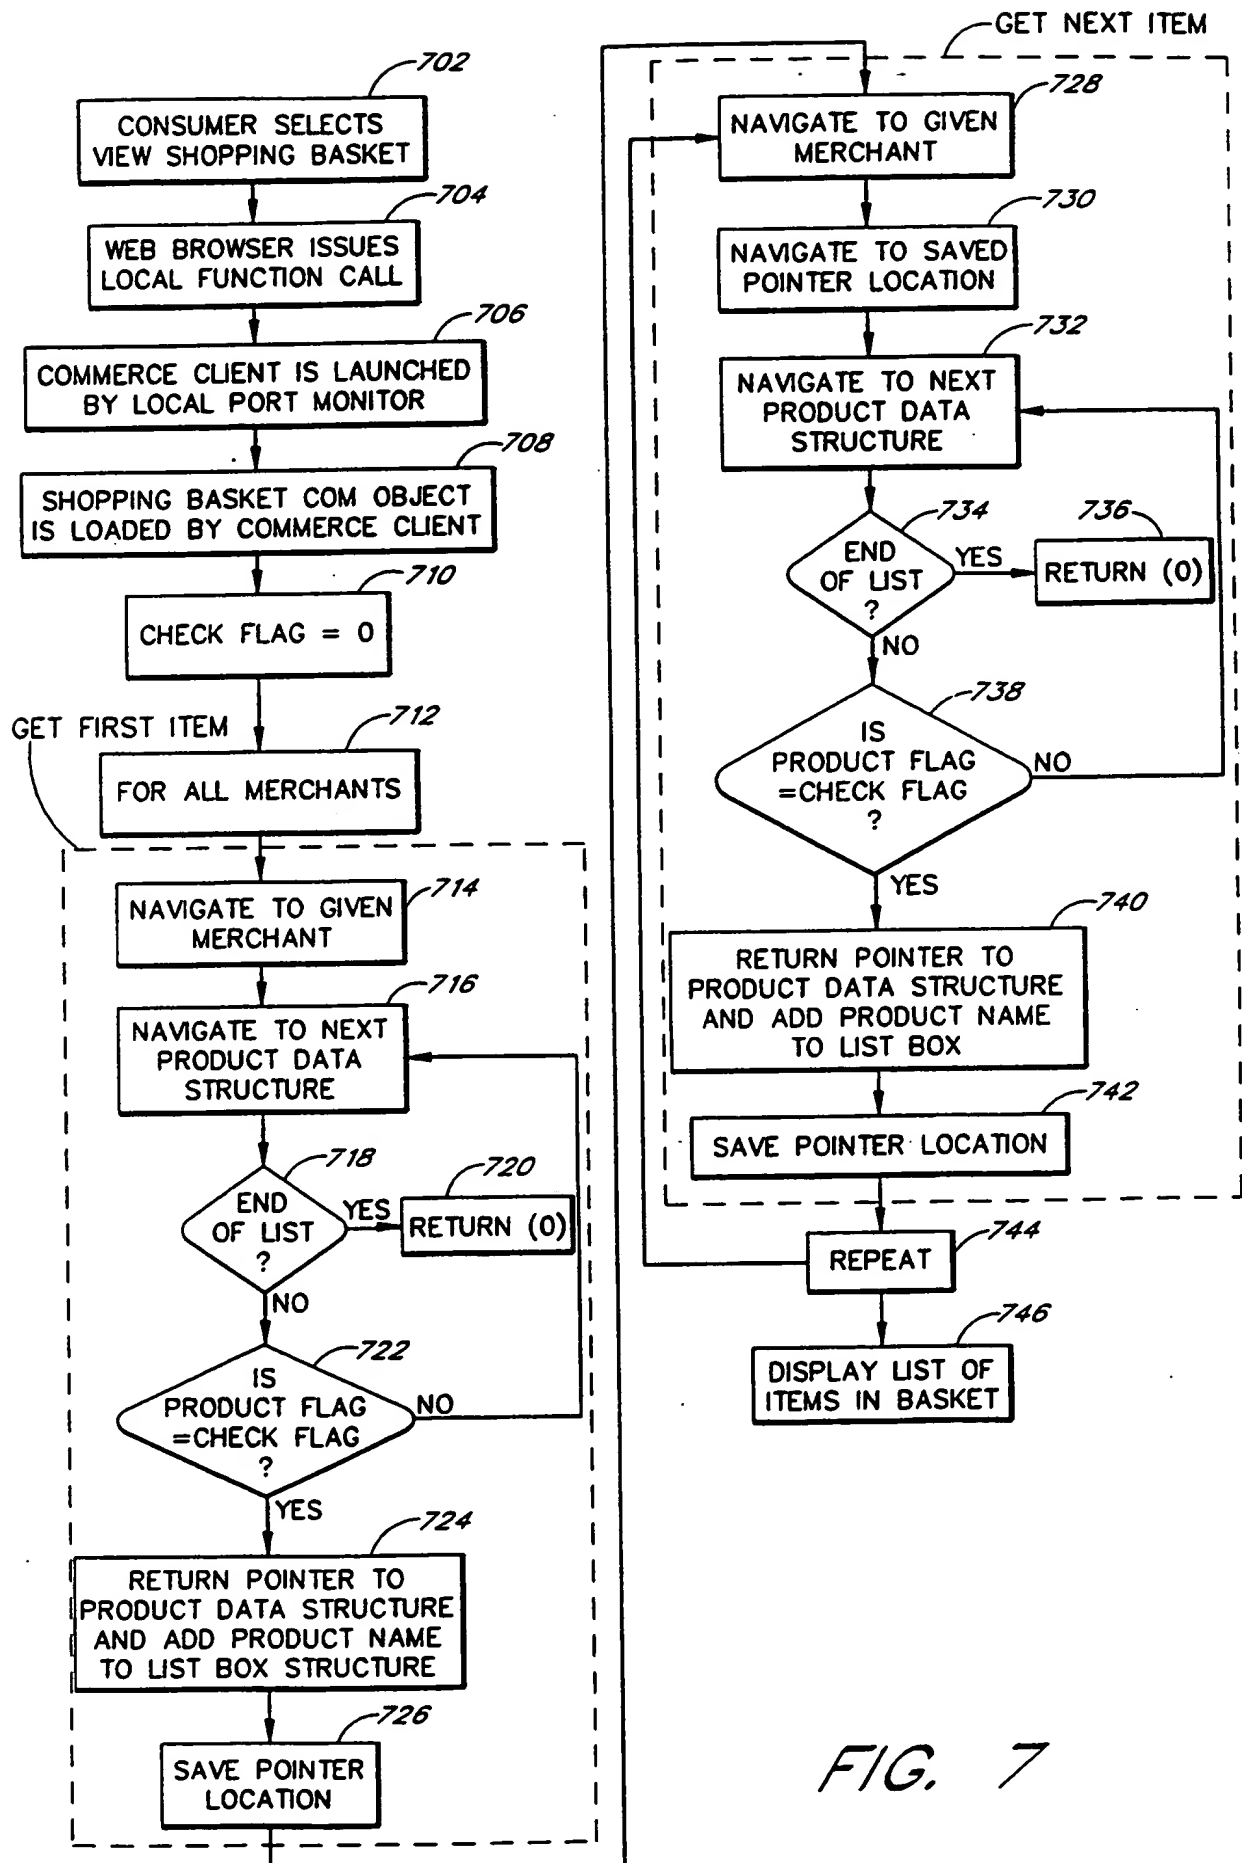 702
CONSUMER SELECTS
VIEW SHOPPING BASKET
704
WEB BROWSER ISSUES
LOCAL FUNCTION CALL
706
COMMERCE CLIENT IS LAUNCHED
BY LOCAL PORT MONITOR
708
SHOPPING BASKET COM OBJECT
IS LOADED BY COMMERCE CLIENT
710
CHECK FLAG = 0
GET FIRST ITEM
712
FOR ALL MERCHANTS
714
NAVIGATE TO GIVEN
MERCHANT
716
NAVIGATE TO NEXT
PRODUCT DATA
STRUCTURE
718
END
OF LIST
?
YES
720
RETURN (0)
NO
722
IS
PRODUCT FLAG
=CHECK FLAG
?
NO
YES
724
RETURN POINTER TO
PRODUCT DATA STRUCTURE
AND ADD PRODUCT NAME
TO LIST BOX STRUCTURE
726
SAVE POINTER
LOCATION
GET NEXT ITEM
728
NAVIGATE TO GIVEN
MERCHANT
730
NAVIGATE TO SAVED
POINTER LOCATION
732
NAVIGATE TO NEXT
PRODUCT DATA
STRUCTURE
734
END
OF LIST
?
YES
736
RETURN (0)
NO
738
IS
PRODUCT FLAG
=CHECK FLAG
?
NO
YES
740
RETURN POINTER TO
PRODUCT DATA STRUCTURE
AND ADD PRODUCT NAME
TO LIST BOX
742
SAVE POINTER LOCATION
744
REPEAT
746
DISPLAY LIST OF
ITEMS IN BASKET
FIG. 7